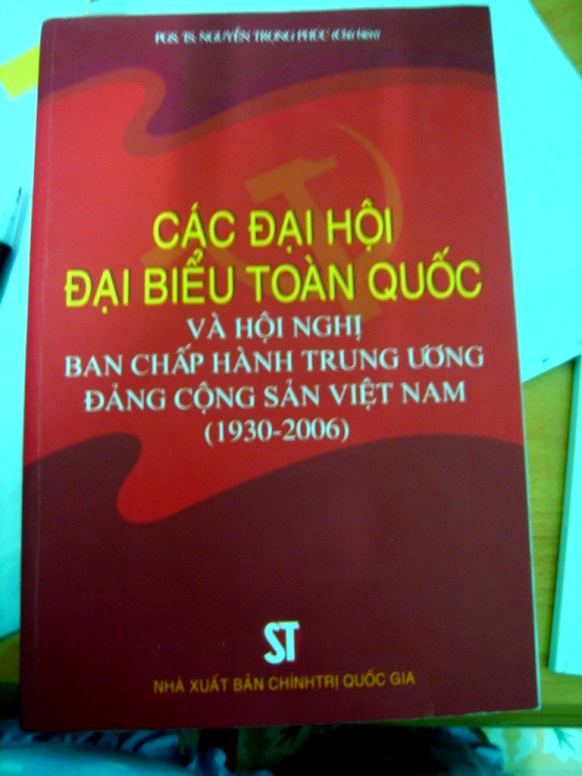 PGS. TS. NGUYỄN TRỌNG PHÚC (Chủ biên)
CÁC ĐẠI HỘI
ĐẠI BIỂU TOÀN QUỐC
VÀ HỘI NGHỊ
BAN CHẤP HÀNH TRUNG ƯƠNG
ĐẢNG CỘNG SẢN VIỆT NAM
(1930-2006)
ST
NHÀ XUẤT BẢN CHÍNHTRỊ QUỐC GIA